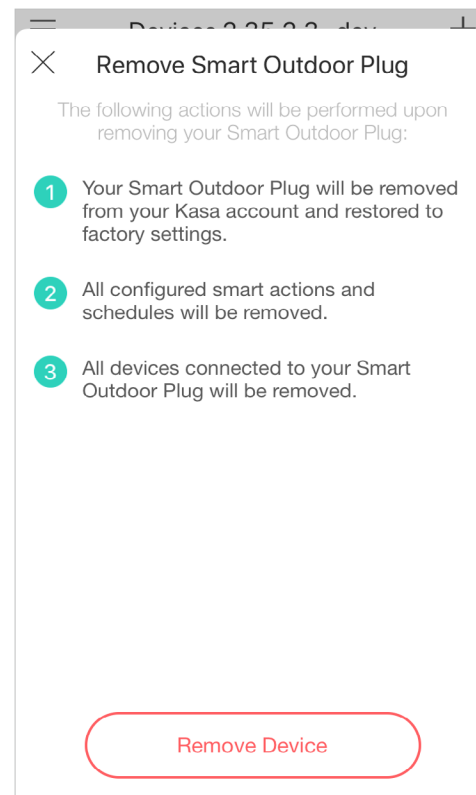 Remove Smart Outdoor Plug
The following actions will be performed upon
removing your Smart Outdoor Plug:
1
Your Smart Outdoor Plug will be removed
from your Kasa account and restored to
factory settings.
2
All configured smart actions and
schedules will be removed.
3
All devices connected to your Smart
Outdoor Plug will be removed.
Remove Device